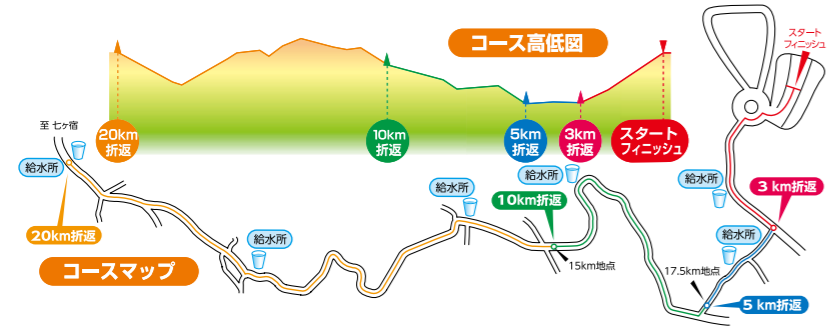 コース高低図
スタート
フィニッシュ
20km
折返
10km
折返
5km
折返
3km
折返
スタート
フィニッシュ
至 七ヶ宿
給水所
20km折返
コースマップ
給水所
給水所
給水所
10km折返
15km地点
給水所
3 km折返
給水所
17.5km地点
5 km折返